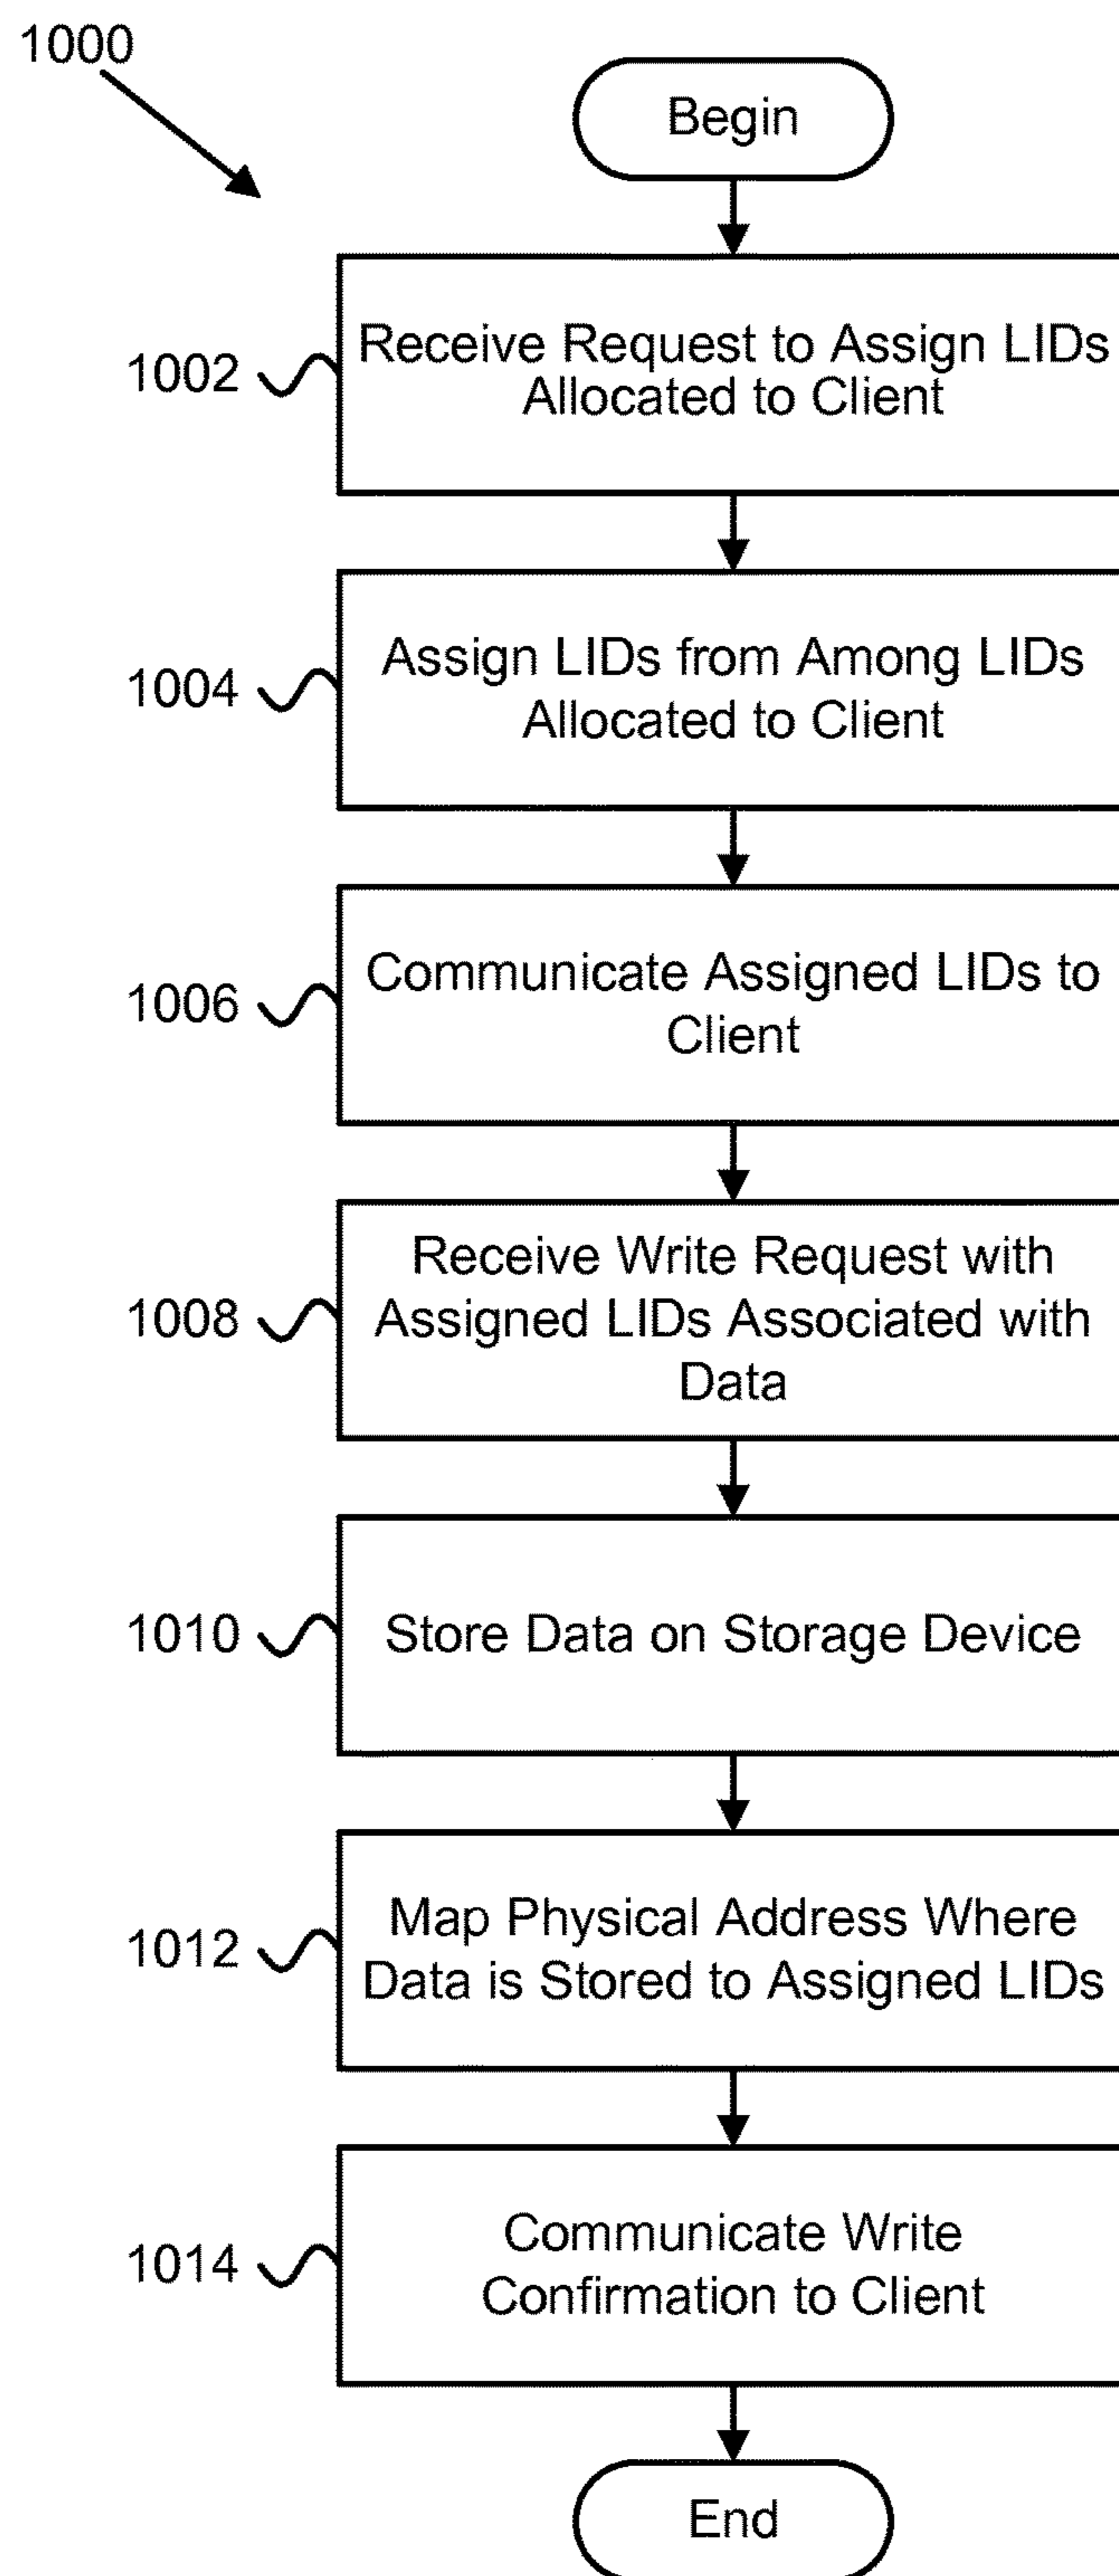 1000
Begin
1002
Receive Request to Assign LIDs
Allocated to Client
1004
Assign LIDs from Among LIDs
Allocated to Client
1006
Communicate Assigned LIDs to
Client
1008
Receive Write Request with
Assigned LIDs Associated with
Data
1010
Store Data on Storage Device
1012
Map Physical Address Where
Data is Stored to Assigned LIDs
1014
Communicate Write
Confirmation to Client
End